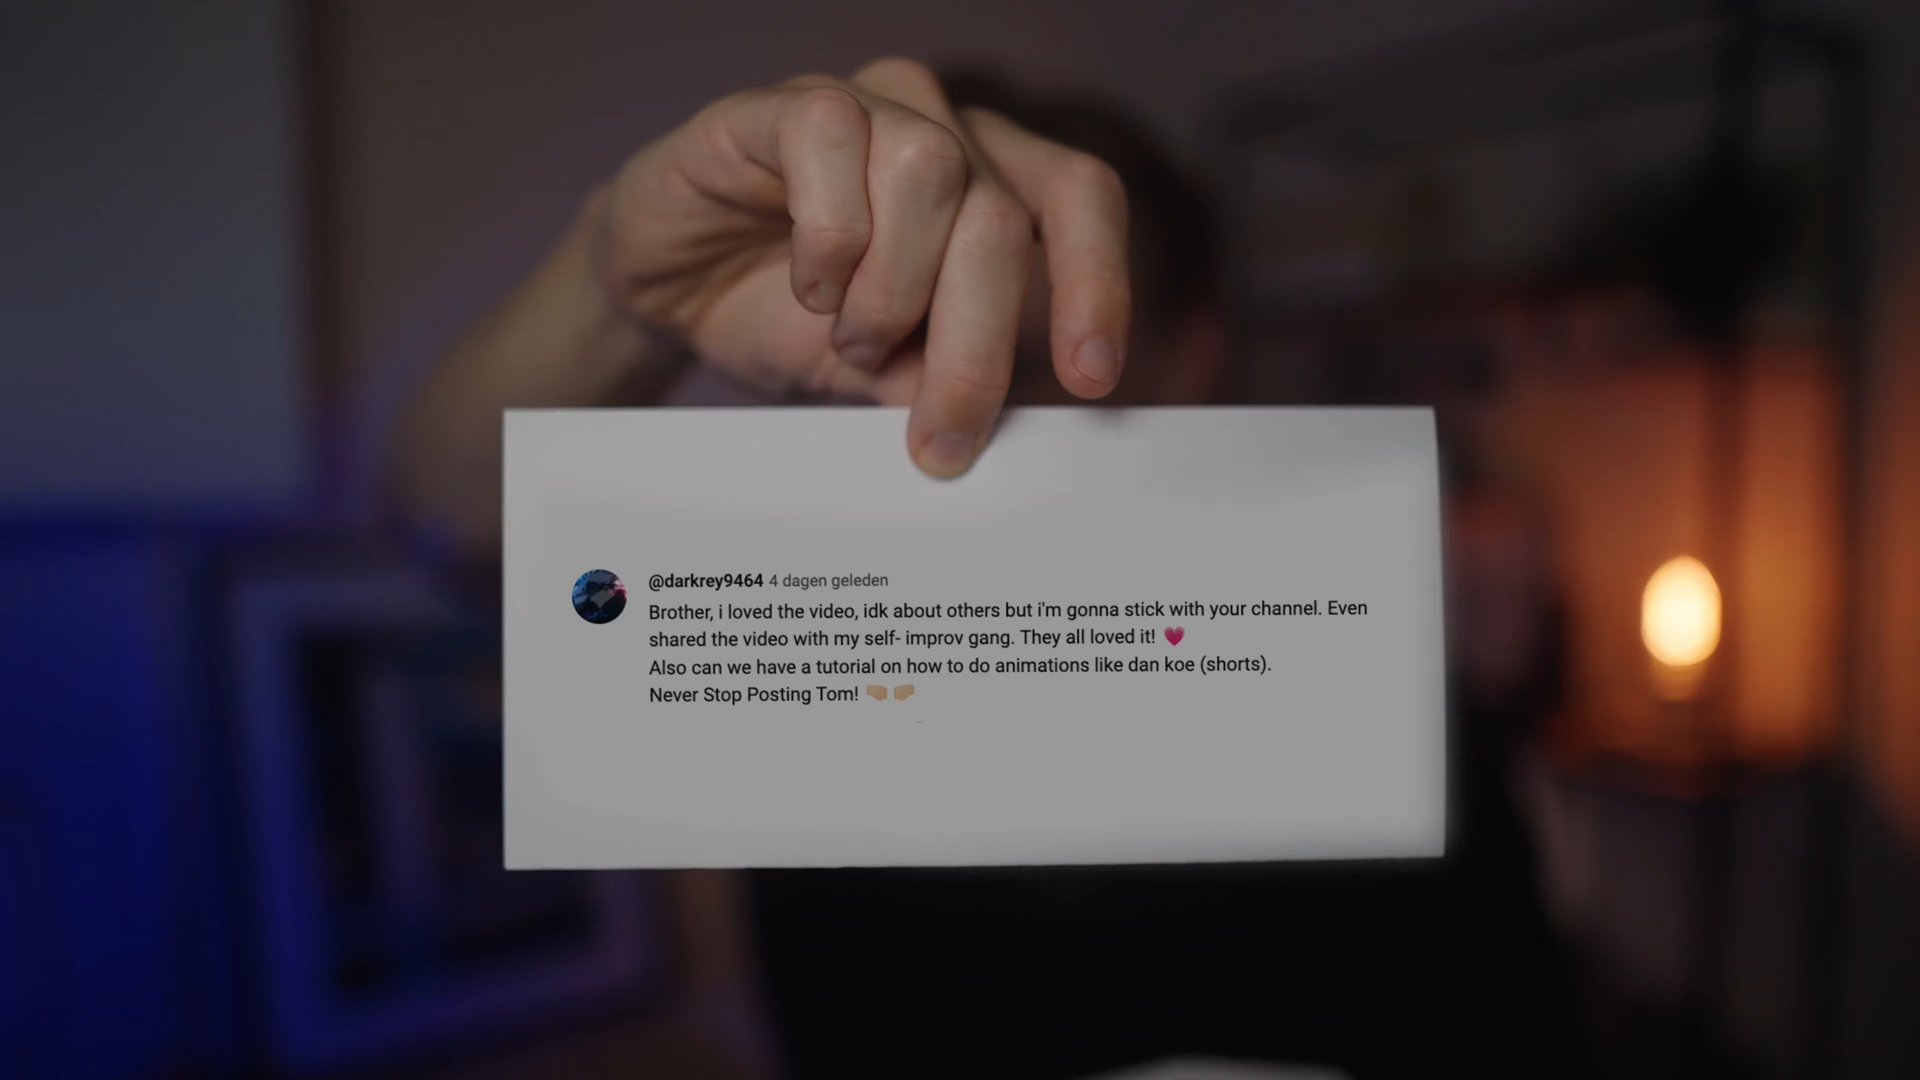 @darkrey9464 4 dagen geleden
Brother, i loved the video, idk about others but i'm gonna stick with your channel. Even
shared the video with my self- improv gang. They all loved it! 💗
Also can we have a tutorial on how to do animations like dan koe (shorts).
Never Stop Posting Tom! 🤜🏼 🤛🏼